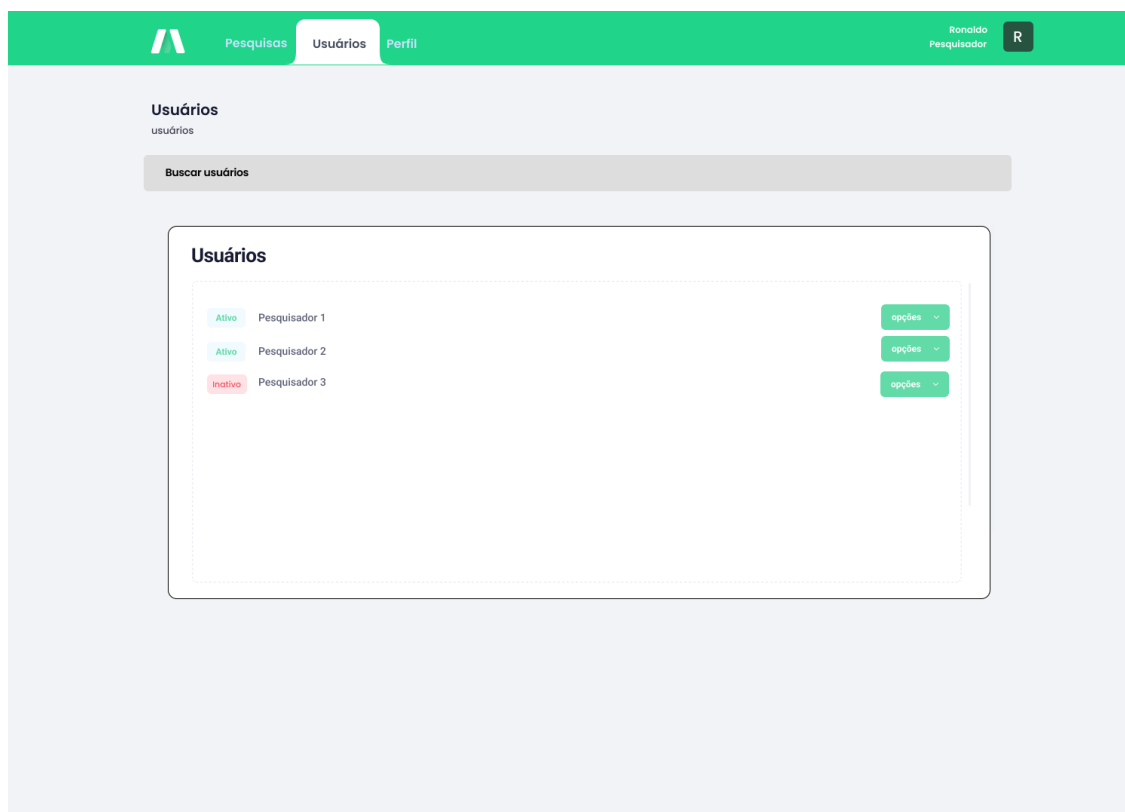 Pesquisas Usuários Perfil
Ronaldo
Pesquisador
R
Usuários
usuários
Buscar usuários
Usuários
Ativo Pesquisador 1 opções
Ativo Pesquisador 2 opções
Inativo Pesquisador 3 opções